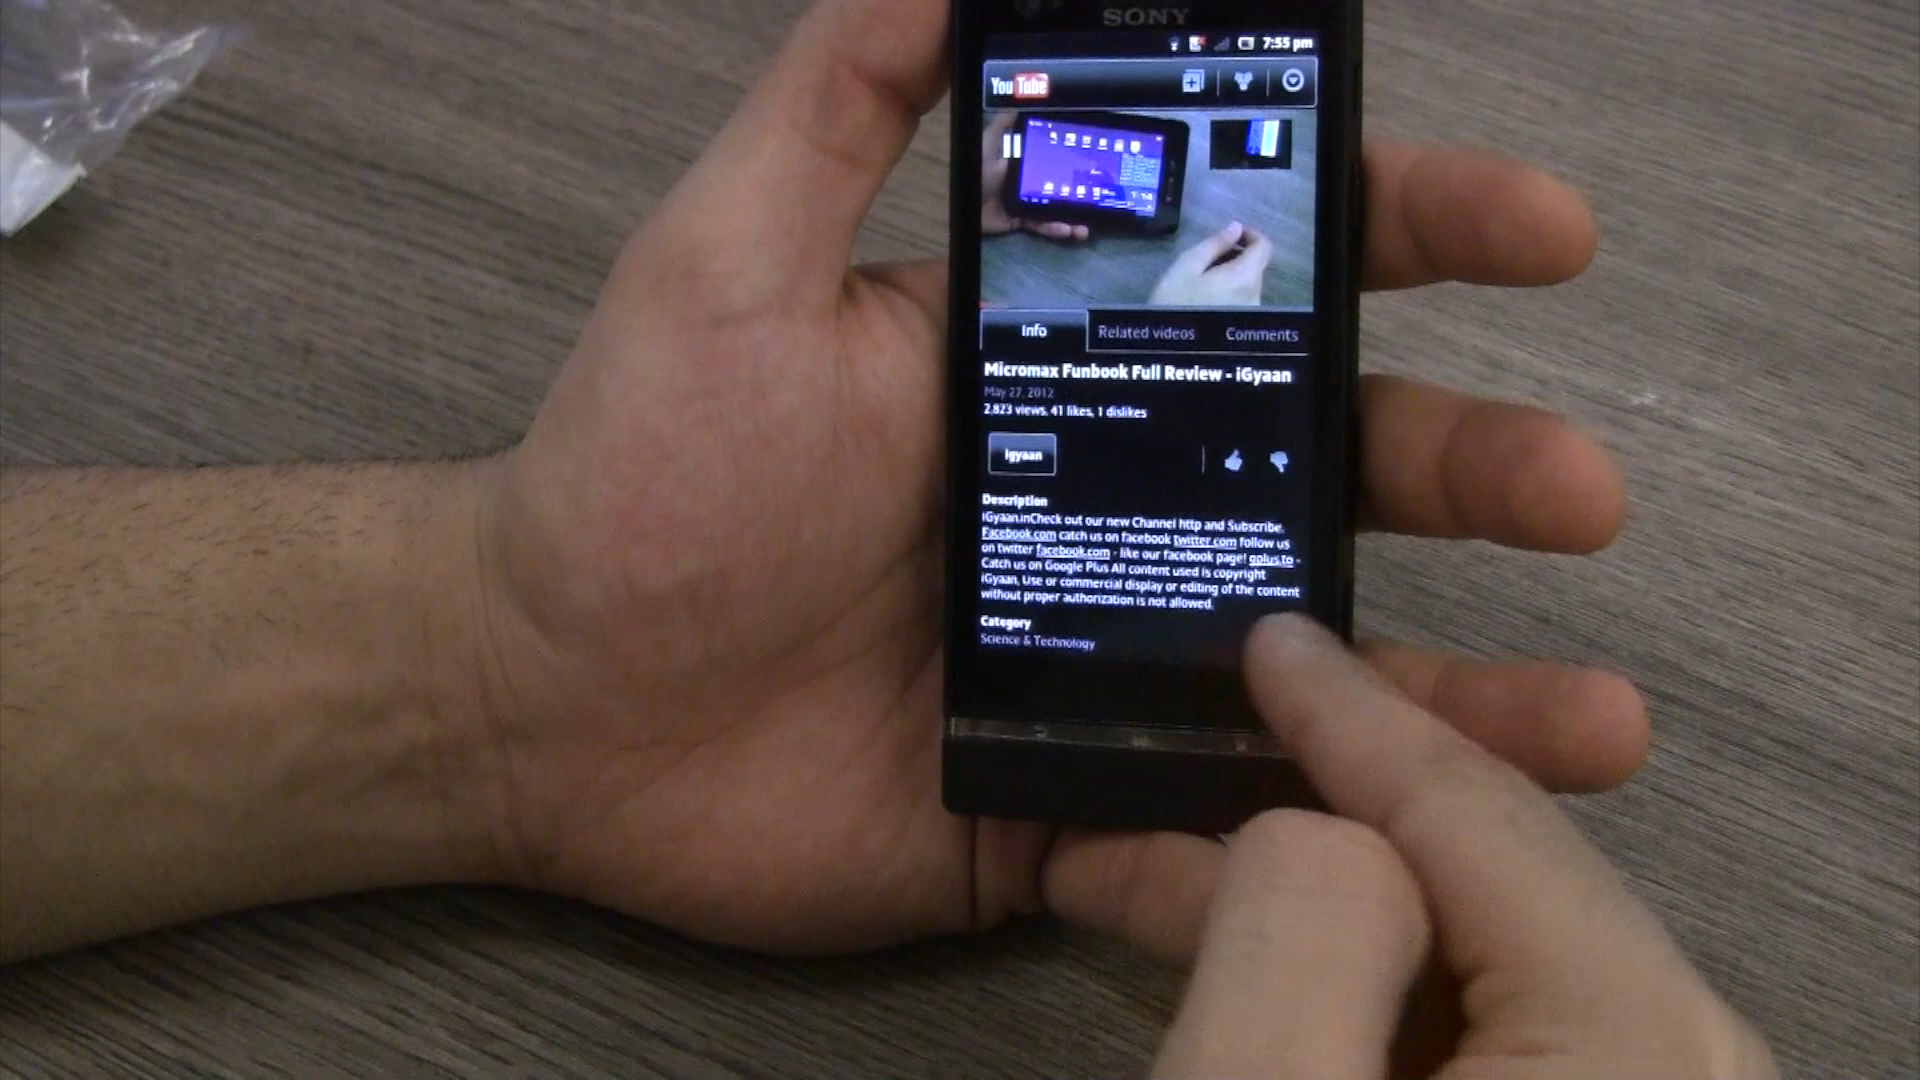 SONY
7:55 pm
You Tube
Info
Related videos
Comments
Micromax Funbook Full Review - iGyaan
May 27, 2012
2,823 views, 41 likes, 1 dislikes
igyaan
Description
iGyaan.inCheck out our new Channel http and Subscribe.
Facebook.com catch us on facebook twitter.com follow us
on twitter facebook.com - like our facebook page! gplus.to -
Catch us on Google Plus All content used is copyright
iGyaan, Use or commercial display or editing of the content
without proper authorization is not allowed.
Category
Science & Technology